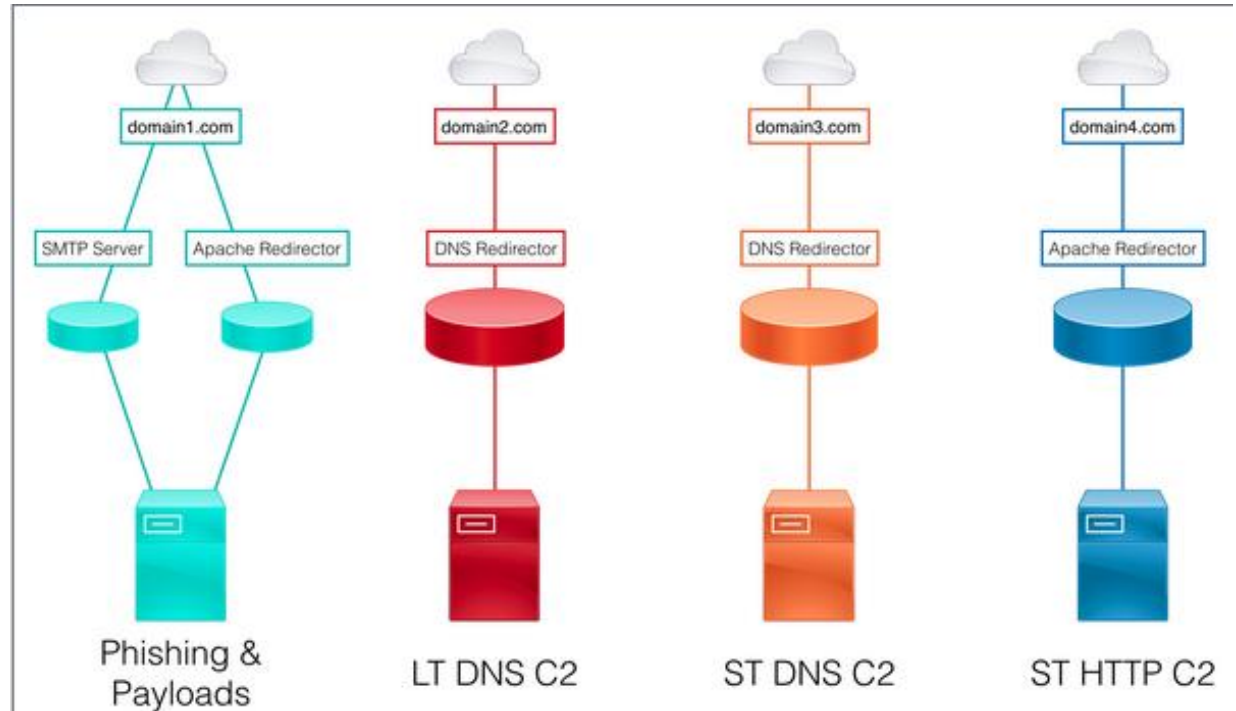 domain1.com
domain2.com
domain3.com
domain4.com
SMTP Server
Apache Redirector
DNS Redirector
DNS Redirector
Apache Redirector
Phishing &
Payloads
LT DNS C2
ST DNS C2
ST HTTP C2